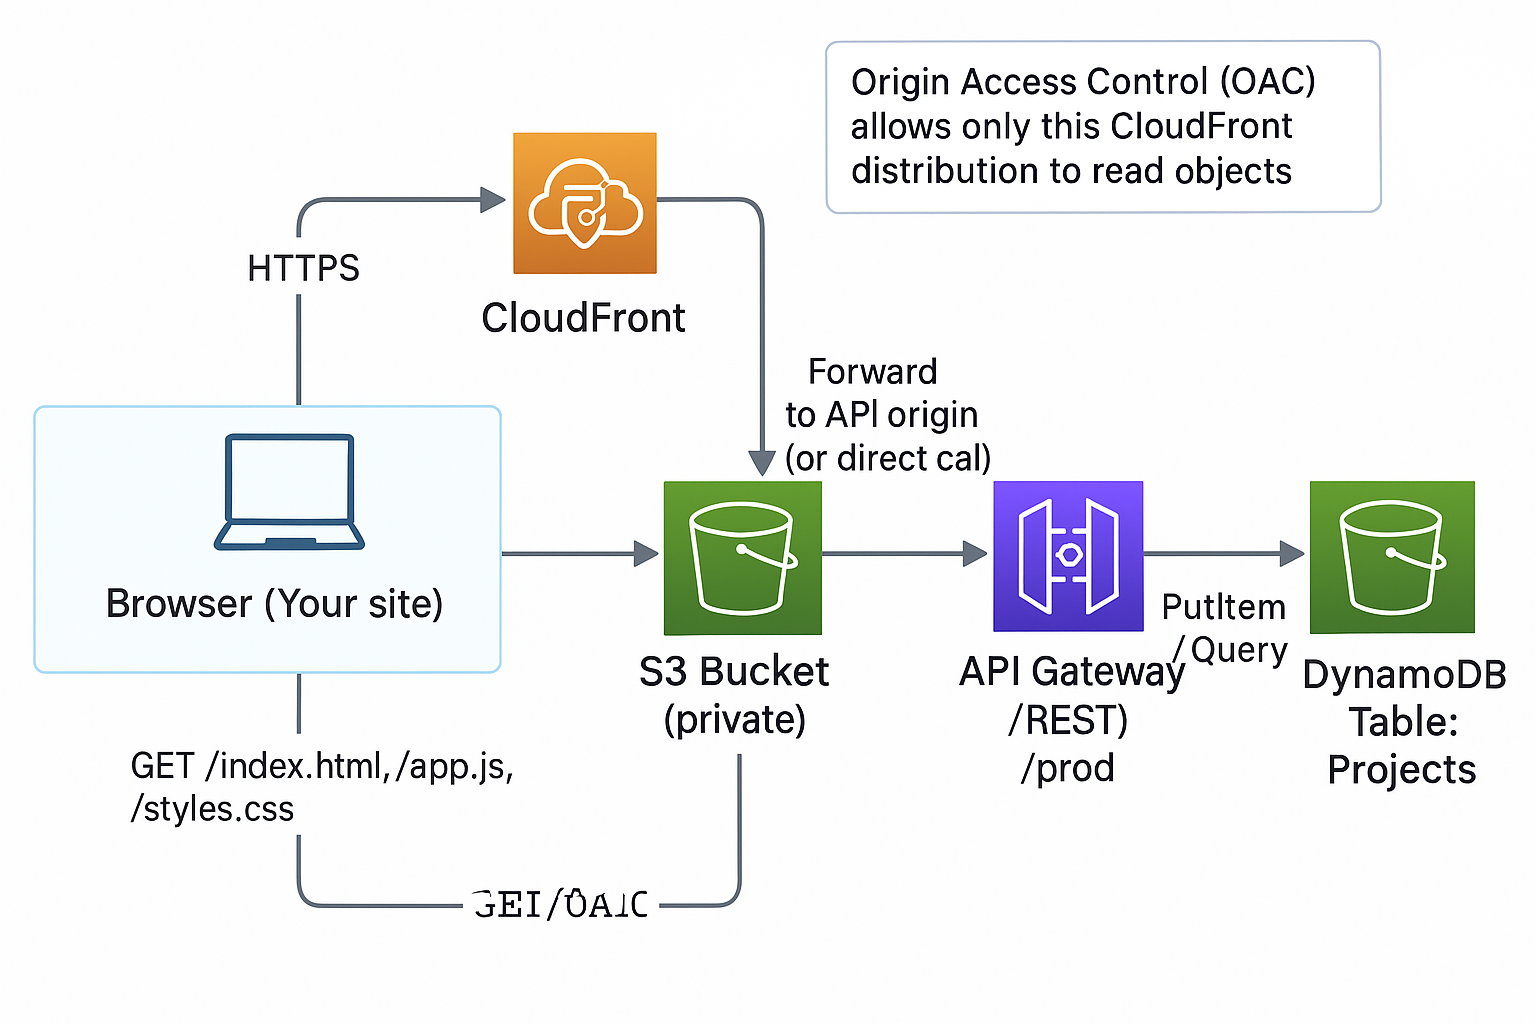 Origin Access Control (OAC)
allows only this CloudFront
distribution to read objects
HTTPS
CloudFront
Forward
to API origin
(or direct cal)
Browser (Your site)
S3 Bucket
(private)
API Gateway
/REST)
/prod
PutItem
/Query
DynamoDB
Table:
Projects
GET /index.html, /app.js,
/styles.css